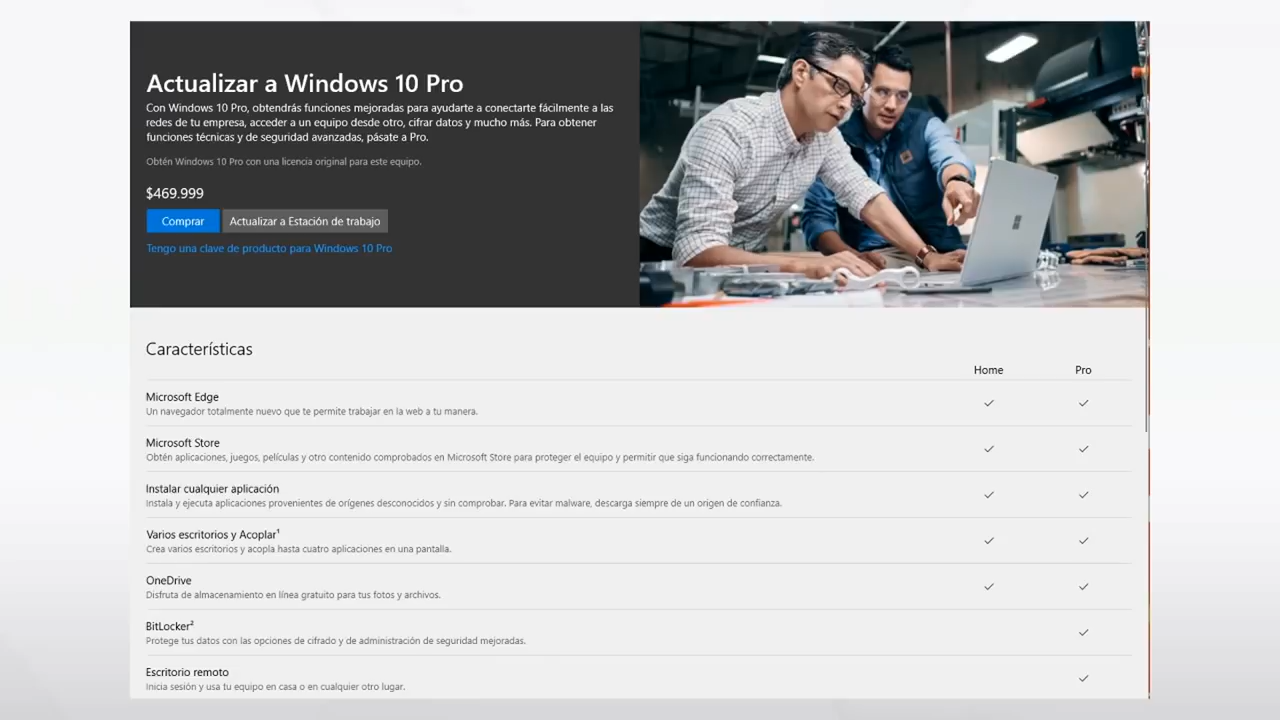 Actualizar a Windows 10 Pro
Con Windows 10 Pro, obtendrás funciones mejoradas para ayudarte a conectarte fácilmente a las
redes de tu empresa, acceder a un equipo desde otro, cifrar datos y mucho más. Para obtener
funciones técnicas y de seguridad avanzadas, pásate a Pro.
Obtén Windows 10 Pro con una licencia original para este equipo.
$469.999
Comprar Actualizar a Estación de trabajo
Tengo una clave de producto para Windows 10 Pro
Características
Home Pro
Microsoft Edge
Un navegador totalmente nuevo que te permite trabajar en la web a tu manera.
Microsoft Store
Obtén aplicaciones, juegos, películas y otro contenido comprobados en Microsoft Store para proteger el equipo y permitir que siga funcionando correctamente.
Instalar cualquier aplicación
Instala y ejecuta aplicaciones provenientes de orígenes desconocidos y sin comprobar. Para evitar malware, descarga siempre de un origen de confianza.
Varios escritorios y Acoplar¹
Crea varios escritorios y acopla hasta cuatro aplicaciones en una pantalla.
OneDrive
Disfruta de almacenamiento en línea gratuito para tus fotos y archivos.
BitLocker²
Protege tus datos con las opciones de cifrado y de administración de seguridad mejoradas.
Escritorio remoto
Inicia sesión y usa tu equipo en casa o en cualquier otro lugar.